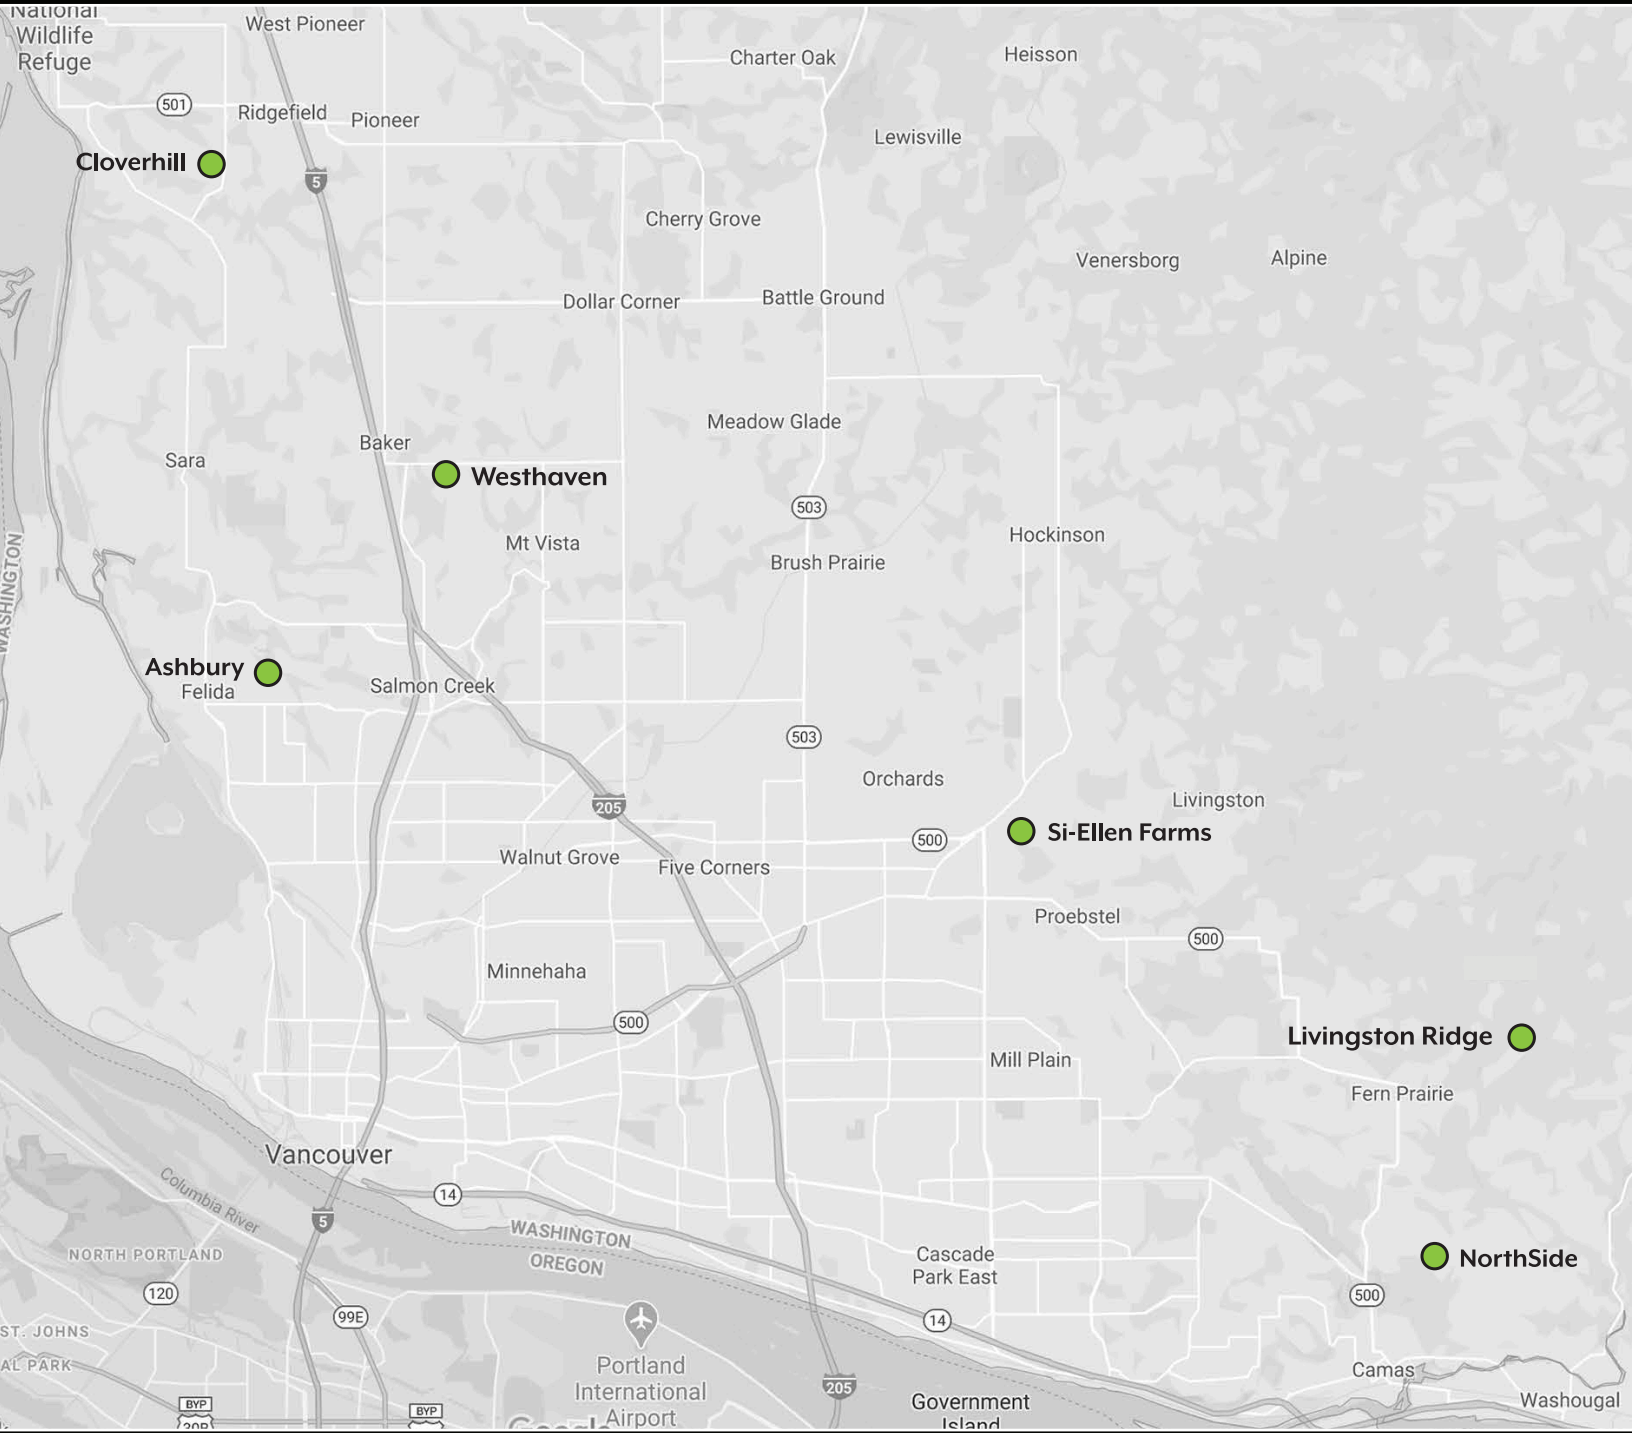 National
Wildlife
Refuge
West Pioneer
Charter Oak
Heisson
501
Ridgefield
Pioneer
Lewisville
Cloverhill
5
Cherry Grove
Venersborg
Alpine
Dollar Corner
Battle Ground
Meadow Glade
Baker
Sara
Westhaven
503
Hockinson
Mt Vista
Brush Prairie
WASHINGTON
Ashbury
Felida
Salmon Creek
503
Orchards
Livingston
205
Si-Ellen Farms
500
Walnut Grove
Five Corners
Proebstel
500
Minnehaha
500
Livingston Ridge
Mill Plain
Fern Prairie
Vancouver
14
Columbia River
5
WASHINGTON
OREGON
NORTH PORTLAND
Cascade
Park East
NorthSide
120
500
99E
14
ST. JOHNS
AL PARK
Portland
International
Airport
205
Camas
Government
Island
Washougal
BYP
30B
BYP
Google